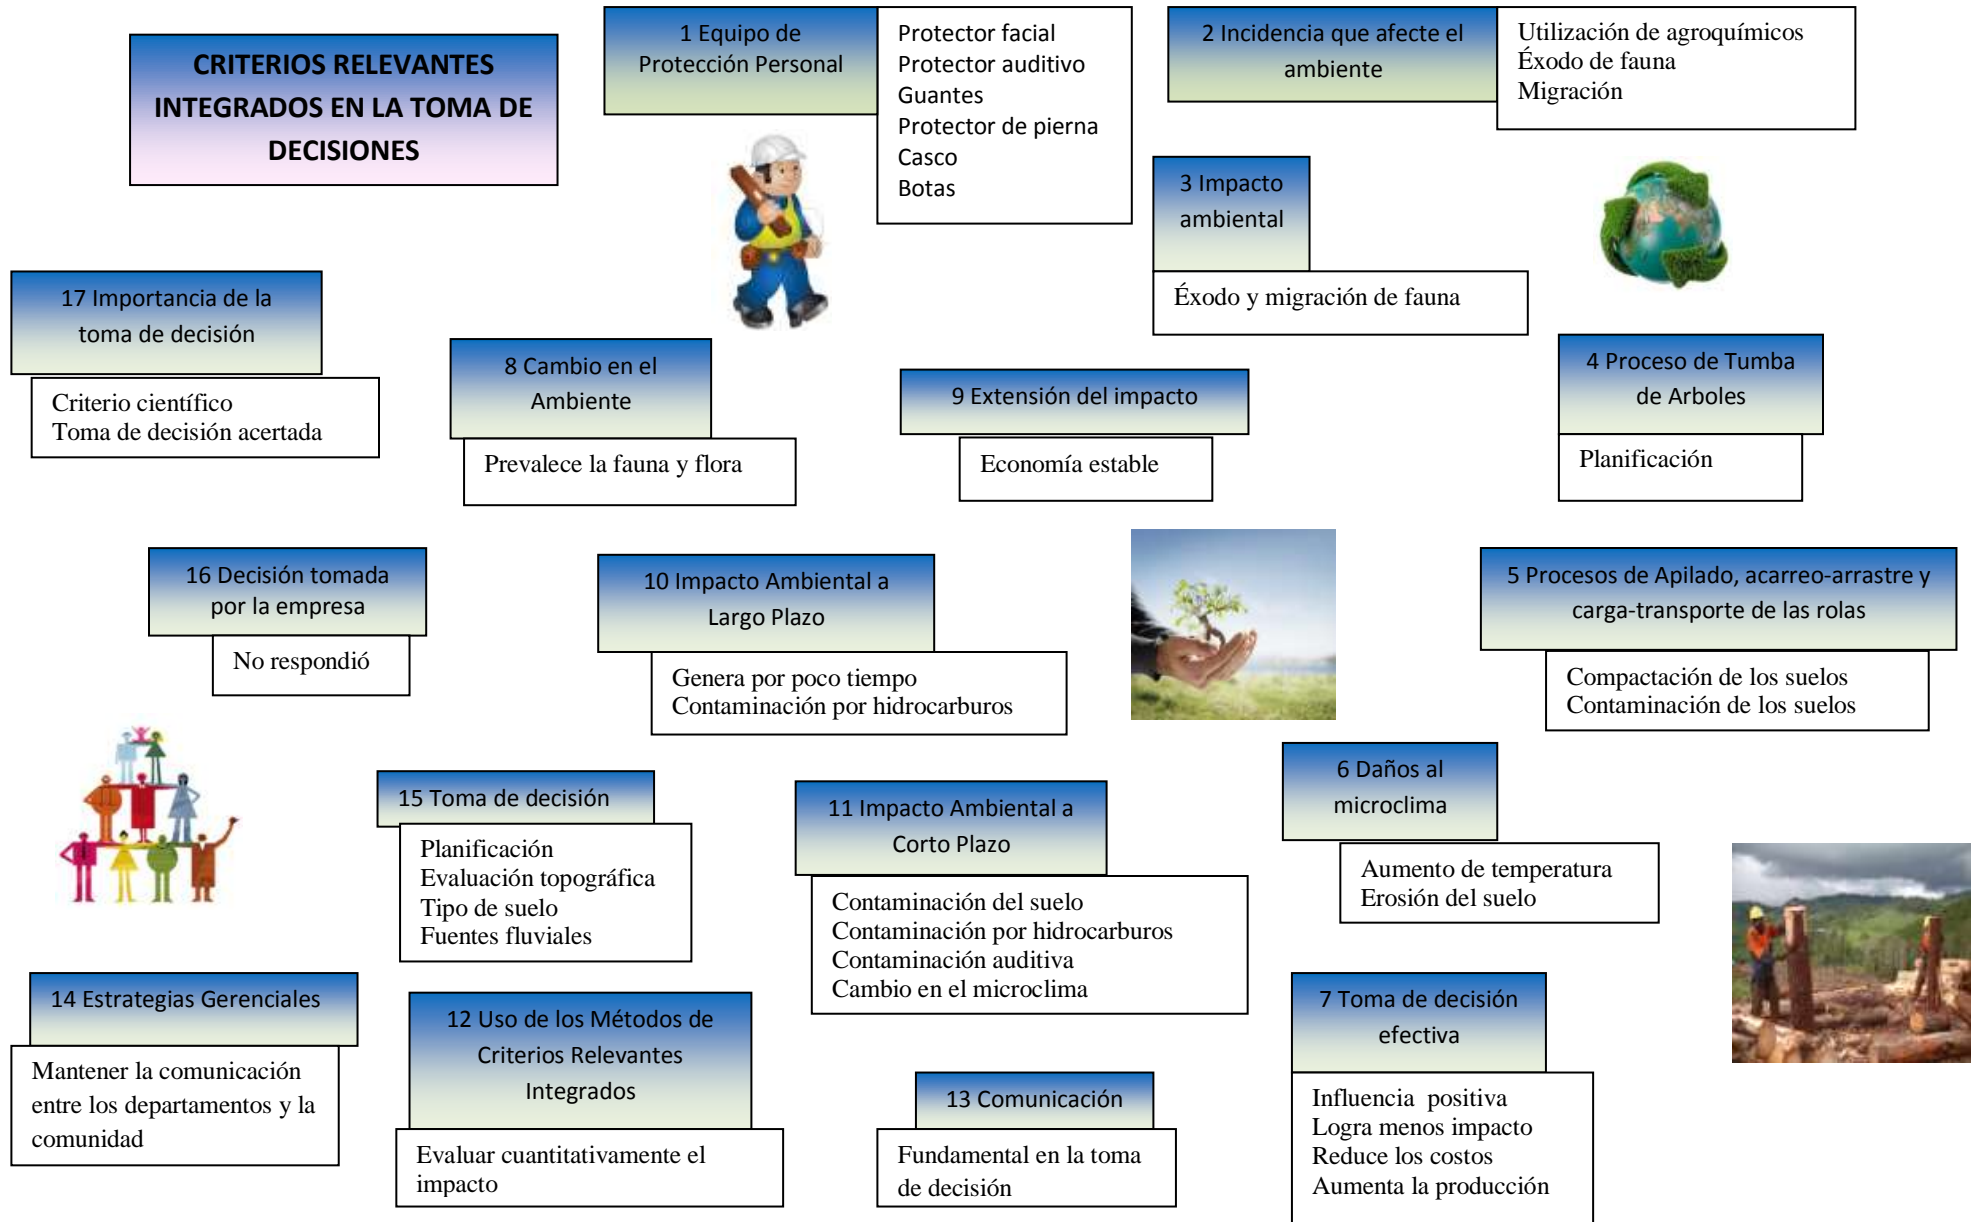 CRITERIOS RELEVANTES
INTEGRADOS EN LA TOMA DE
DECISIONES
1 Equipo de
Protección Personal
Protector facial
Protector auditivo
Guantes
Protector de pierna
Casco
Botas
2 Incidencia que afecte el
ambiente
Utilización de agroquímicos
Éxodo de fauna
Migración
3 Impacto
ambiental
Éxodo y migración de fauna
17 Importancia de la
toma de decisión
Criterio científico
Toma de decisión acertada
8 Cambio en el
Ambiente
Prevalece la fauna y flora
9 Extensión del impacto
Economía estable
4 Proceso de Tumba
de Arboles
Planificación
16 Decisión tomada
por la empresa
No respondió
10 Impacto Ambiental a
Largo Plazo
Genera por poco tiempo
Contaminación por hidrocarburos
5 Procesos de Apilado, acarreo-arrastre y
carga-transporte de las rolas
Compactación de los suelos
Contaminación de los suelos
15 Toma de decisión
Planificación
Evaluación topográfica
Tipo de suelo
Fuentes fluviales
11 Impacto Ambiental a
Corto Plazo
Contaminación del suelo
Contaminación por hidrocarburos
Contaminación auditiva
Cambio en el microclima
6 Daños al
microclima
Aumento de temperatura
Erosión del suelo
14 Estrategias Gerenciales
Mantener la comunicación
entre los departamentos y la
comunidad
12 Uso de los Métodos de
Criterios Relevantes
Integrados
Evaluar cuantitativamente el
impacto
13 Comunicación
Fundamental en la toma
de decisión
7 Toma de decisión
efectiva
Influencia  positiva
Logra menos impacto
Reduce los costos
Aumenta la producción